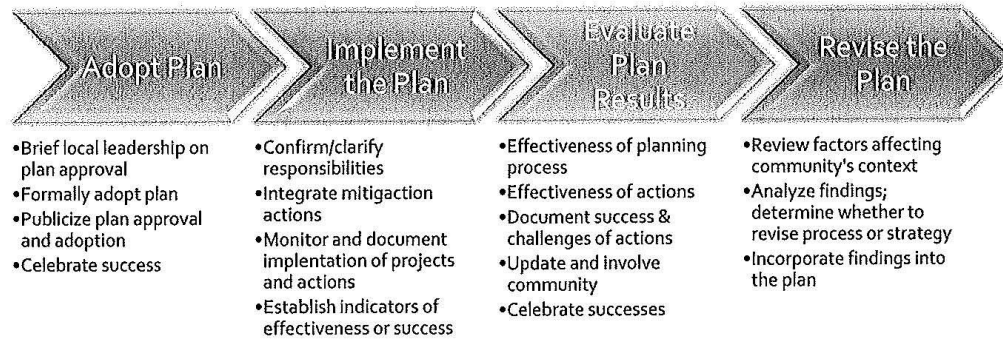 Adopt Plan
Implement
the Plan
Evaluate
Plan
Results
Revise the
Plan
•Brief local leadership on
plan approval
•Formally adopt plan
•Publicize plan approval
and adoption
•Celebrate success
•Confirm/clarify
responsibilities
•Integrate mitigaction
actions
•Monitor and document
implentation of projects
and actions
•Establish indicators of
effectiveness or success
•Effectiveness of planning
process
•Effectiveness of actions
•Document success &
challenges of actions
•Update and involve
community
•Celebrate successes
•Review factors affecting
community's context
•Analyze findings;
determine whether to
revise process or strategy
•Incorporate findings into
the plan